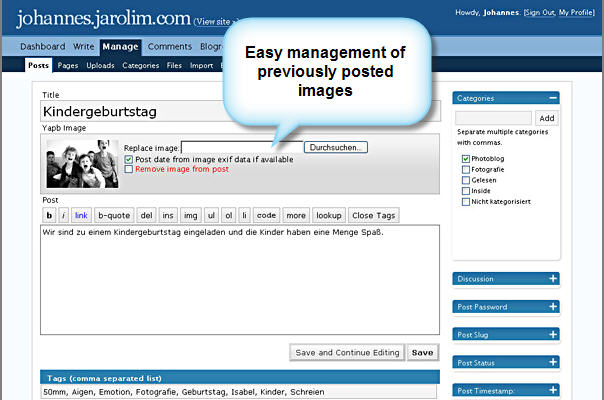 johannes.jarolim.com (View site »)
Howdy, Johannes. [Sign Out, My Profile]
Dashboard Write Manage Comments Blogro
Posts Pages Uploads Categories Files Import
Easy management of
previously posted
images
Title
Kindergeburtstag
Yapb Image
Replace image: Durchsuchen...
Post date from image exif data if available
Remove image from post
Post
b i link b-quote del ins img ul ol li code more lookup Close Tags
Wir sind zu einem Kindergeburtstag eingeladen und die Kinder haben eine Menge Spaß.
Save and Continue Editing Save
Tags (comma separated list)
50mm, Aigen, Emotion, Fotografie, Geburtstag, Isabel, Kinder, Schreien
Categories
Add
Separate multiple categories
with commas.
Photoblog
Fotografie
Gelesen
Inside
Nicht kategorisiert
Discussion
Post Password
Post Slug
Post Status
Post Timestamp: